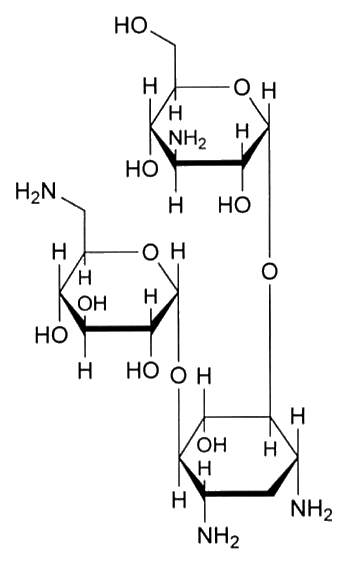 HO
H O H
H NH₂ H
HO
H HO
H₂N
H O H
H OH H
HO
H HO O H
H
OH H
H
H NH₂
NH₂
O